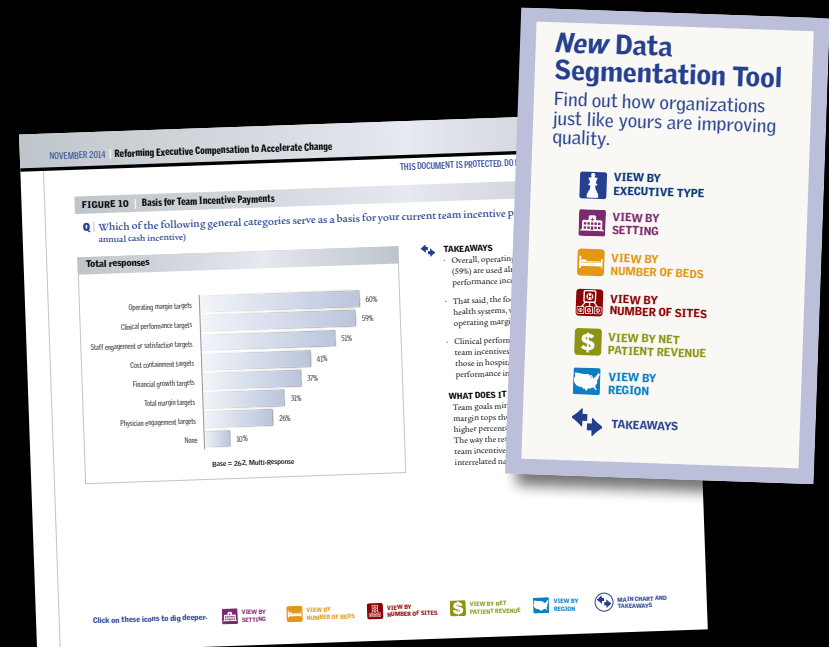 New Data
Segmentation Tool
Find out how organizations
just like yours are improving
quality.
VIEW BY
EXECUTIVE TYPE
VIEW BY
SETTING
VIEW BY
NUMBER OF BEDS
VIEW BY
NUMBER OF SITES
VIEW BY NET
PATIENT REVENUE
VIEW BY
REGION
TAKEAWAYS
NOVEMBER 2014 | Reforming Executive Compensation to Accelerate Change
THIS DOCUMENT IS PROTECTED. DO
FIGURE 10 | Basis for Team Incentive Payments
Q | Which of the following general categories serve as a basis for your current team incentive p
annual cash incentive)
Total responses
Operating margin targets 60%
Clinical performance targets 59%
Staff engagement or satisfaction targets 51%
Cost containment targets 41%
Financial growth targets 37%
Total margin targets 31%
Physician engagement targets 26%
None 10%
Base = 262, Multi-Response
TAKEAWAYS
· Overall, operating
(59%) are used al
performance inc
· That said, the fo
health systems,
operating margi
· Clinical perform
team incentives
those in hospit
performance in
WHAT DOES IT
Team goals mi
margin tops th
higher percent
The way the re
team incentive
interrelated na
Click on these icons to dig deeper.
VIEW BY
SETTING
VIEW BY
NUMBER OF BEDS
VIEW BY
NUMBER OF SITES
VIEW BY NET
PATIENT REVENUE
VIEW BY
REGION
MAIN CHART AND
TAKEAWAYS